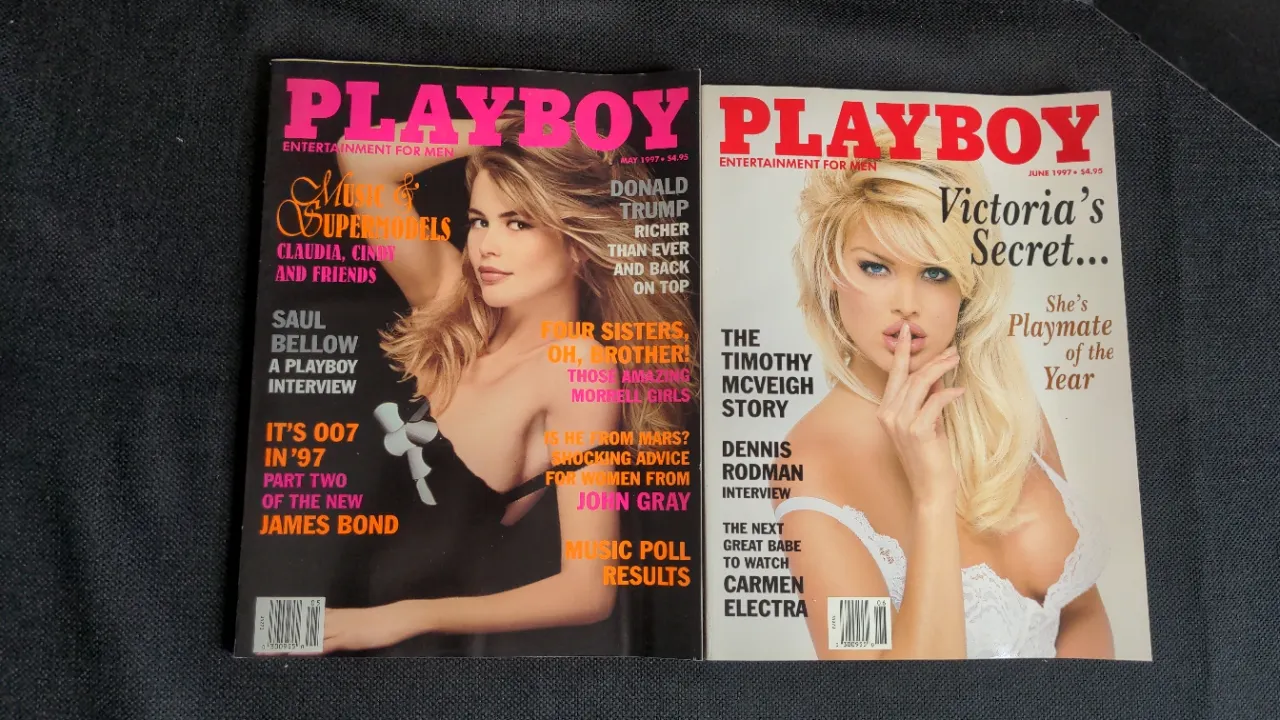 PLAYBOY
ENTERTAINMENT FOR MEN
MAY 1997 • $4.95
MUSIC &
SUPERMODELS
CLAUDIA, CINDY
AND FRIENDS
DONALD
TRUMP
RICHER
THAN EVER
AND BACK
ON TOP
SAUL
BELLOW
A PLAYBOY
INTERVIEW
FOUR SISTERS,
OH, BROTHER!
THOSE AMAZING
MORRELL GIRLS
IT'S 007
IN '97
PART TWO
OF THE NEW
JAMES BOND
IS HE FROM MARS?
SHOCKING ADVICE
FOR WOMEN FROM
JOHN GRAY
MUSIC POLL
RESULTS
05
PLAYBOY
ENTERTAINMENT FOR MEN
JUNE 1997 • $4.95
Victoria's
Secret...
She's
Playmate
of the
Year
THE
TIMOTHY
MCVEIGH
STORY
DENNIS
RODMAN
INTERVIEW
THE NEXT
GREAT BABE
TO WATCH
CARMEN
ELECTRA
06